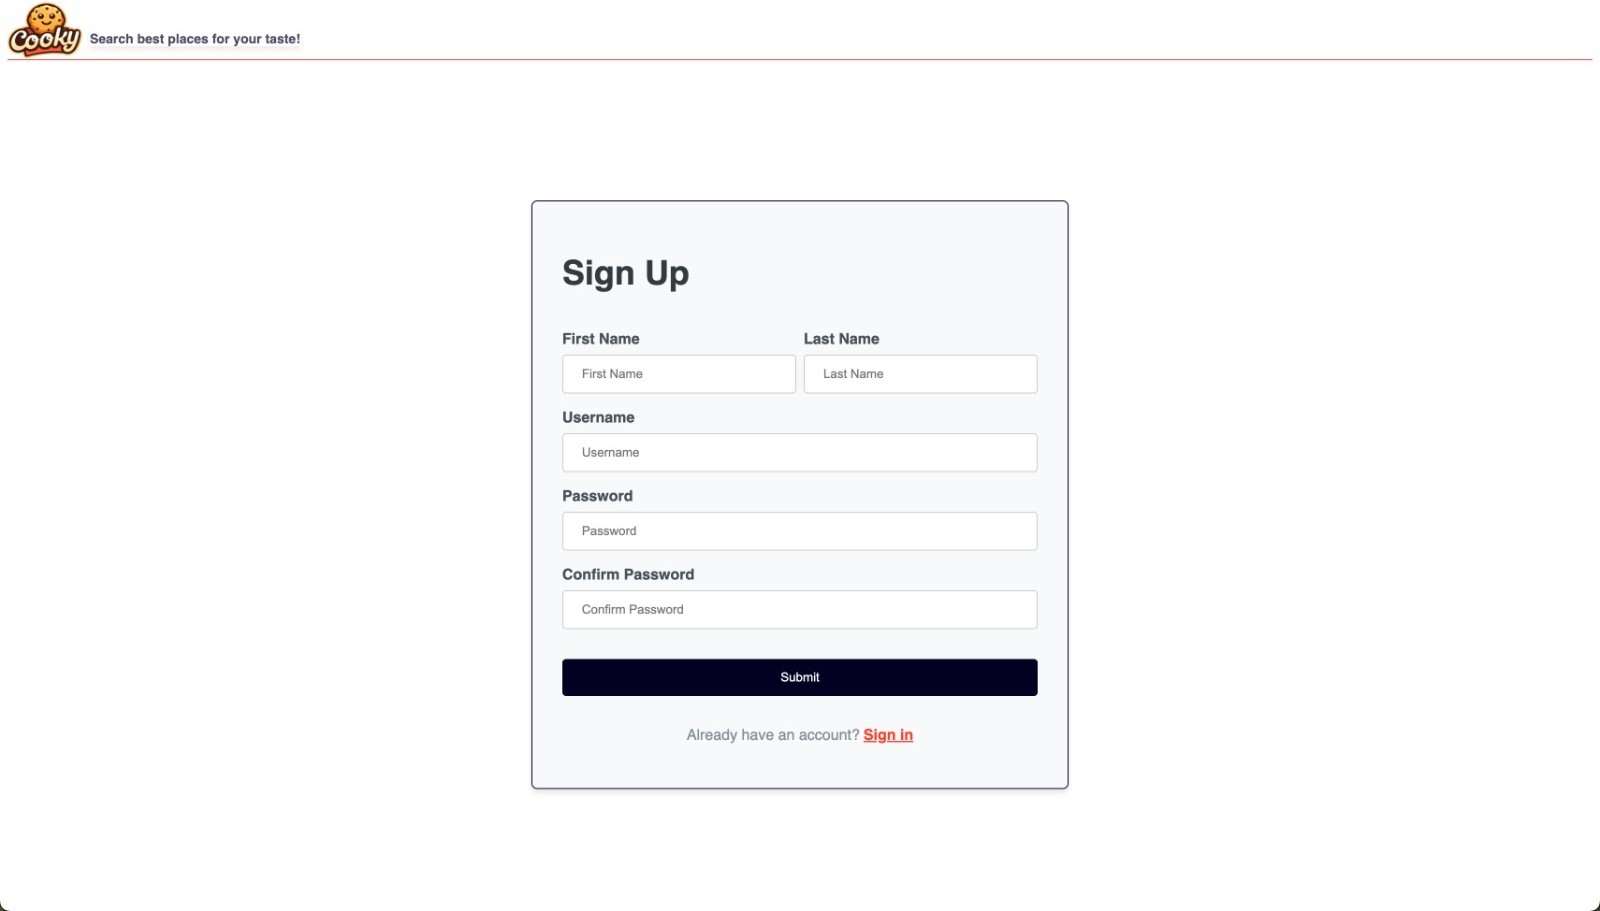 Cooky
Search best places for your taste!
Sign Up
First Name Last Name
First Name Last Name
Username
Username
Password
Password
Confirm Password
Confirm Password
Submit
Already have an account? Sign in